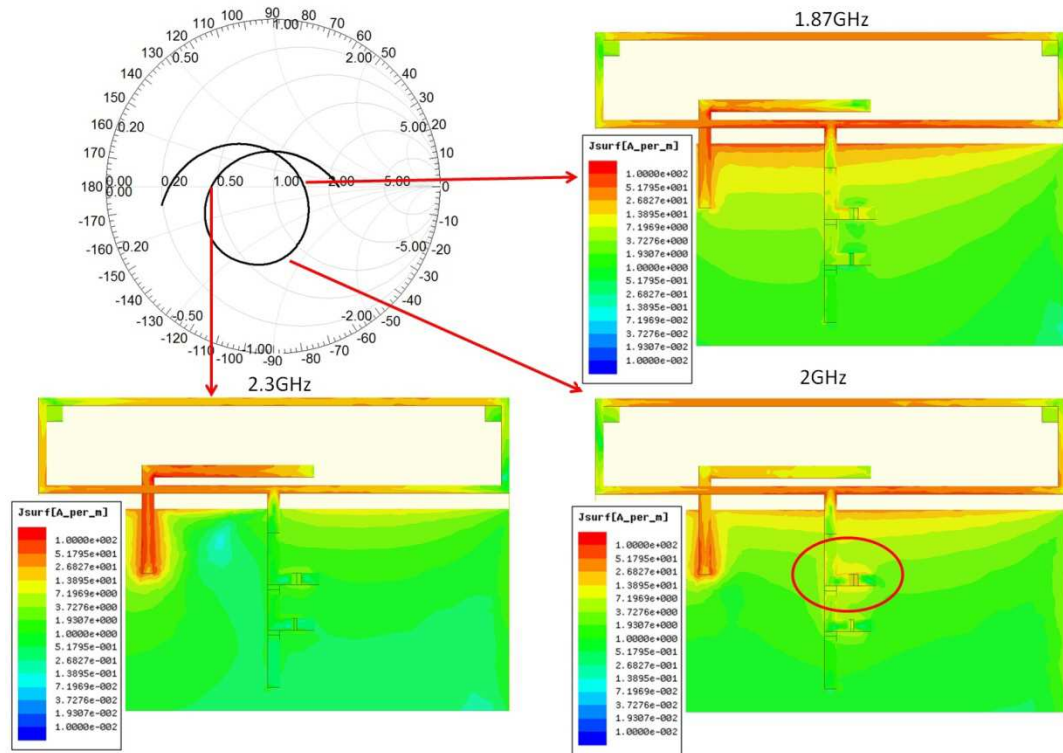 1.87GHz
90
100
80
110
1.00
70
120
60
130
50
0.50
2.00
140
40
150
30
160
0.20
5.00
20
170
10
180
0.00
0.00
0.20
0.50
1.00
2.00
5.00
0
-170
-10
-160
-0.20
-5.00
-20
-150
-30
-140
-40
-130
-0.50
-2.00
-50
-120
-60
-110
-1.00
-70
-100
-90
-80
Jsurf[A_per_m]
1.0000e+002
5.1795e+001
2.6827e+001
1.3895e+001
7.1969e+000
3.7276e+000
1.9307e+000
1.0000e+000
5.1795e-001
2.6827e-001
1.3895e-001
7.1969e-002
3.7276e-002
1.9307e-002
1.0000e-002
2.3GHz
Jsurf[A_per_m]
1.0000e+002
5.1795e+001
2.6827e+001
1.3895e+001
7.1969e+000
3.7276e+000
1.9307e+000
1.0000e+000
5.1795e-001
2.6827e-001
1.3895e-001
7.1969e-002
3.7276e-002
1.9307e-002
1.0000e-002
2GHz
Jsurf[A_per_m]
1.0000e+002
5.1795e+001
2.6827e+001
1.3895e+001
7.1969e+000
3.7276e+000
1.9307e+000
1.0000e+000
5.1795e-001
2.6827e-001
1.3895e-001
7.1969e-002
3.7276e-002
1.9307e-002
1.0000e-002